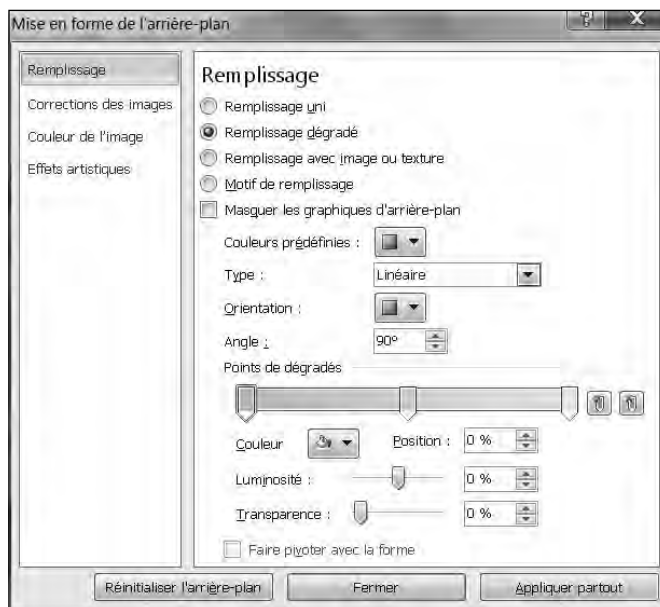 Mise en forme de l'arrière-plan
Remplissage
Corrections des images
Couleur de l'image
Effets artistiques
Remplissage
Remplissage uni
Remplissage dégradé
Remplissage avec image ou texture
Motif de remplissage
Masquer les graphiques d'arrière-plan
Couleurs prédéfinies :
Type : Linéaire
Orientation :
Angle : 90°
Points de dégradés
Couleur Position : 0 %
Luminosité : 0 %
Transparence : 0 %
Faire pivoter avec la forme
Réinitialiser l'arrière-plan Fermer Appliquer partout